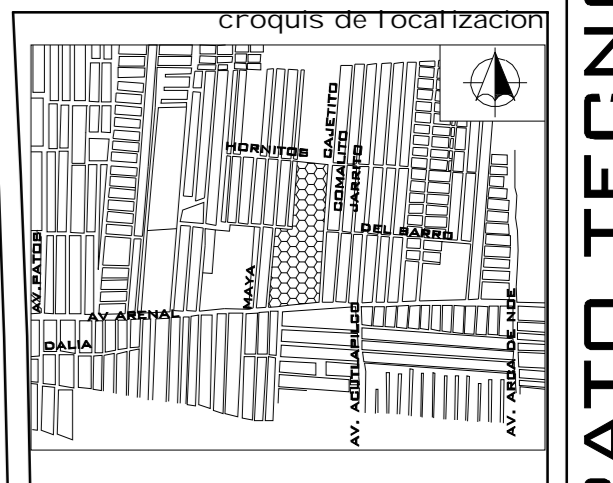 croquis de localizacion
CAJETITO
HORNITOS
COMALITO
JARRITO
DEL BARRO
AV.PATOS
MAYA
AV ARENAL
DALIA
AV. ACUTLAPILCO
AV. ARCA DE NOE